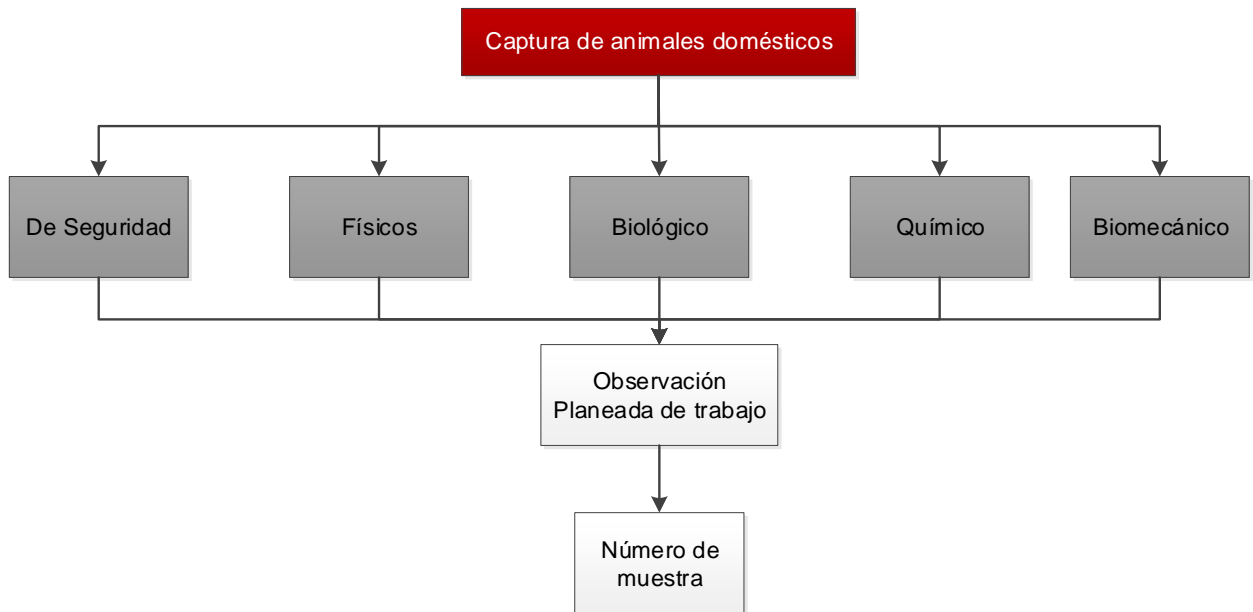 Captura de animales domésticos
De Seguridad
Físicos
Biológico
Químico
Biomecánico
Observación
Planeada de trabajo
Número de
muestra